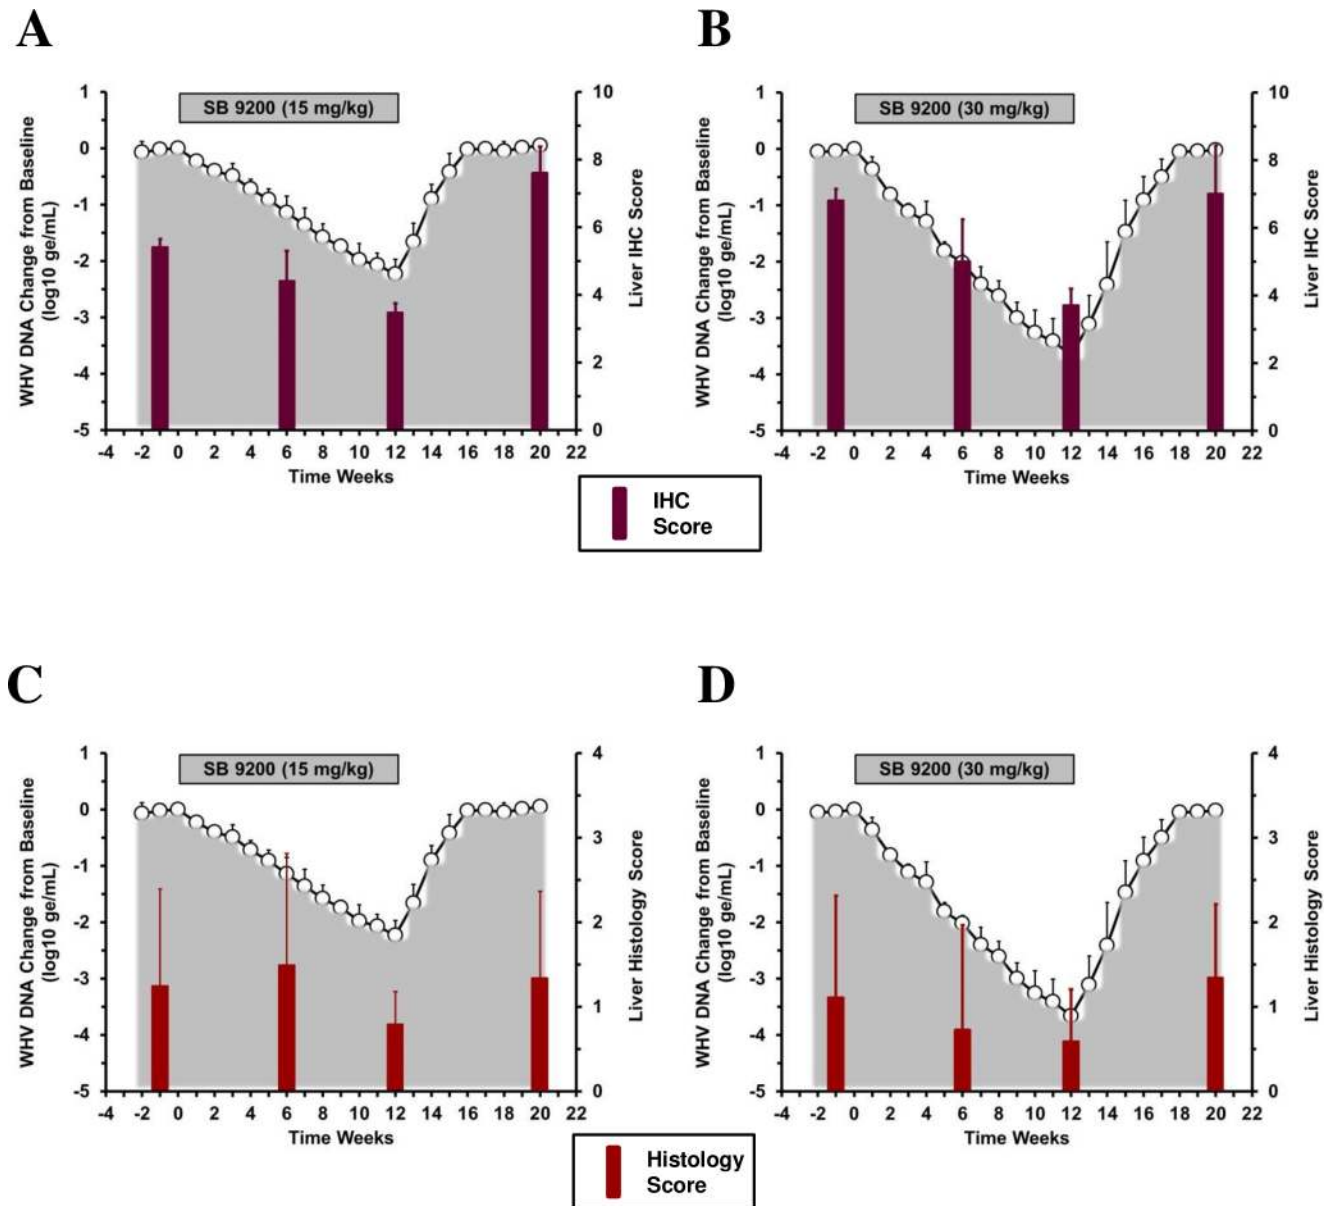 A
B
SB 9200 (15 mg/kg)
WHV DNA Change from Baseline
(log10 ge/mL)
1
0
-1
-2
-3
-4
-5
10
8
6
4
2
0
Liver IHC Score
-4 -2 0 2 4 6 8 10 12 14 16 18 20 22
Time Weeks
SB 9200 (30 mg/kg)
WHV DNA Change from Baseline
(log10 ge/mL)
1
0
-1
-2
-3
-4
-5
10
8
6
4
2
0
Liver IHC Score
-4 -2 0 2 4 6 8 10 12 14 16 18 20 22
Time Weeks
IHC
Score
C
D
SB 9200 (15 mg/kg)
WHV DNA Change from Baseline
(log10 ge/mL)
1
0
-1
-2
-3
-4
-5
4
3
2
1
0
Liver Histology Score
-4 -2 0 2 4 6 8 10 12 14 16 18 20 22
Time Weeks
SB 9200 (30 mg/kg)
WHV DNA Change from Baseline
(log10 ge/mL)
1
0
-1
-2
-3
-4
-5
4
3
2
1
0
Liver Histology Score
-4 -2 0 2 4 6 8 10 12 14 16 18 20 22
Time Weeks
Histology
Score